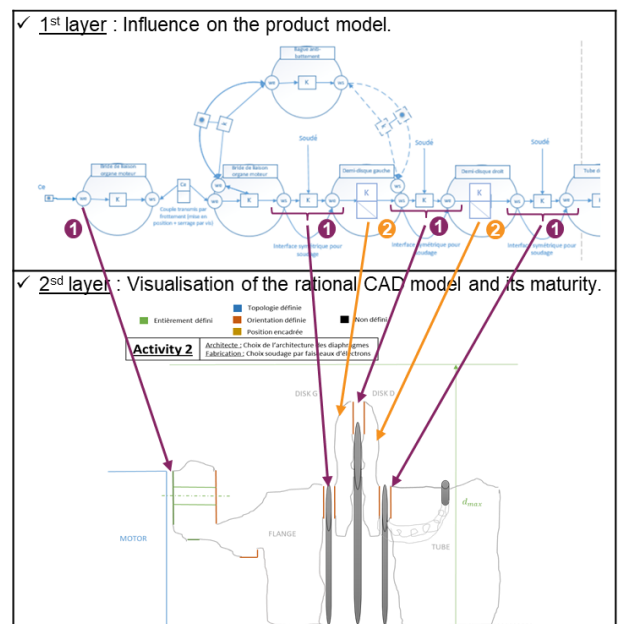 ✓ 1st layer : Influence on the product model.
Bague anti-
battement
Soudé
Soudé
Soudé
Bride de liaison
organe moteur
Bride de liaison
organe moteur
Demi-disque gauche
Demi-disque droit
Tube d
Ce
Ce
K
K
K
K
K
K
K
Couple transmis par
frottement (mise en
position + serrage par vis)
1
1
2
1
2
1
Interface symétrique pour
soudage
Interface symétrique pour
soudage
Interface symétrique pour
soudage
✓ 2sd layer : Visualisation of the rational CAD model and its maturity.
Topologie définie
Entièrement défini
Orientation définie
Non défini
Position encadrée
Activity 2
Architecte : Choix de l'architecture des diaphragmes
Fabrication : Choix soudage par faisceaux d'électrons
DISK G
DISK D
dmax
FLANGE
MOTOR
TUBE